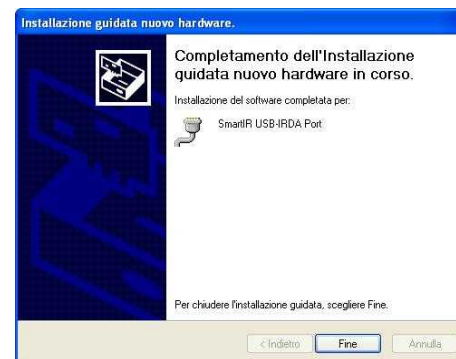 Installazione guidata nuovo hardware.
Completamento dell'Installazione
guidata nuovo hardware in corso.
Installazione del software completata per:
SmartIR USB-IRDA Port
Per chiudere l'installazione guidata, scegliere Fine.
< Indietro Fine Annulla